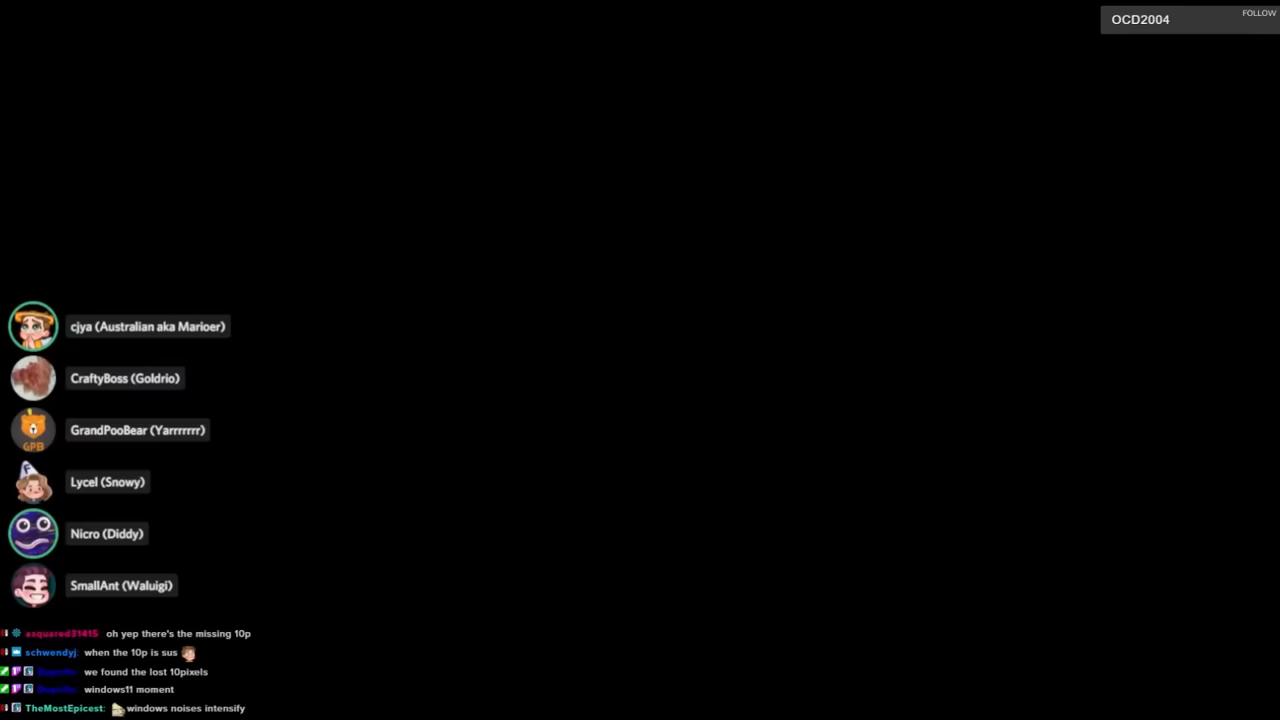 OCD2004
FOLLOW
cjya (Australian aka Marioer)
CraftyBoss (Goldrio)
GPB
GrandPooBear (Yarrrrrrr)
Lycel (Snowy)
Nicro (Diddy)
SmallAnt (Waluigi)
asquared31415 oh yep there's the missing 10p
schwendyj: when the 10p is sus
we found the lost 10pixels
windows11 moment
TheMostEpicest: windows noises intensify